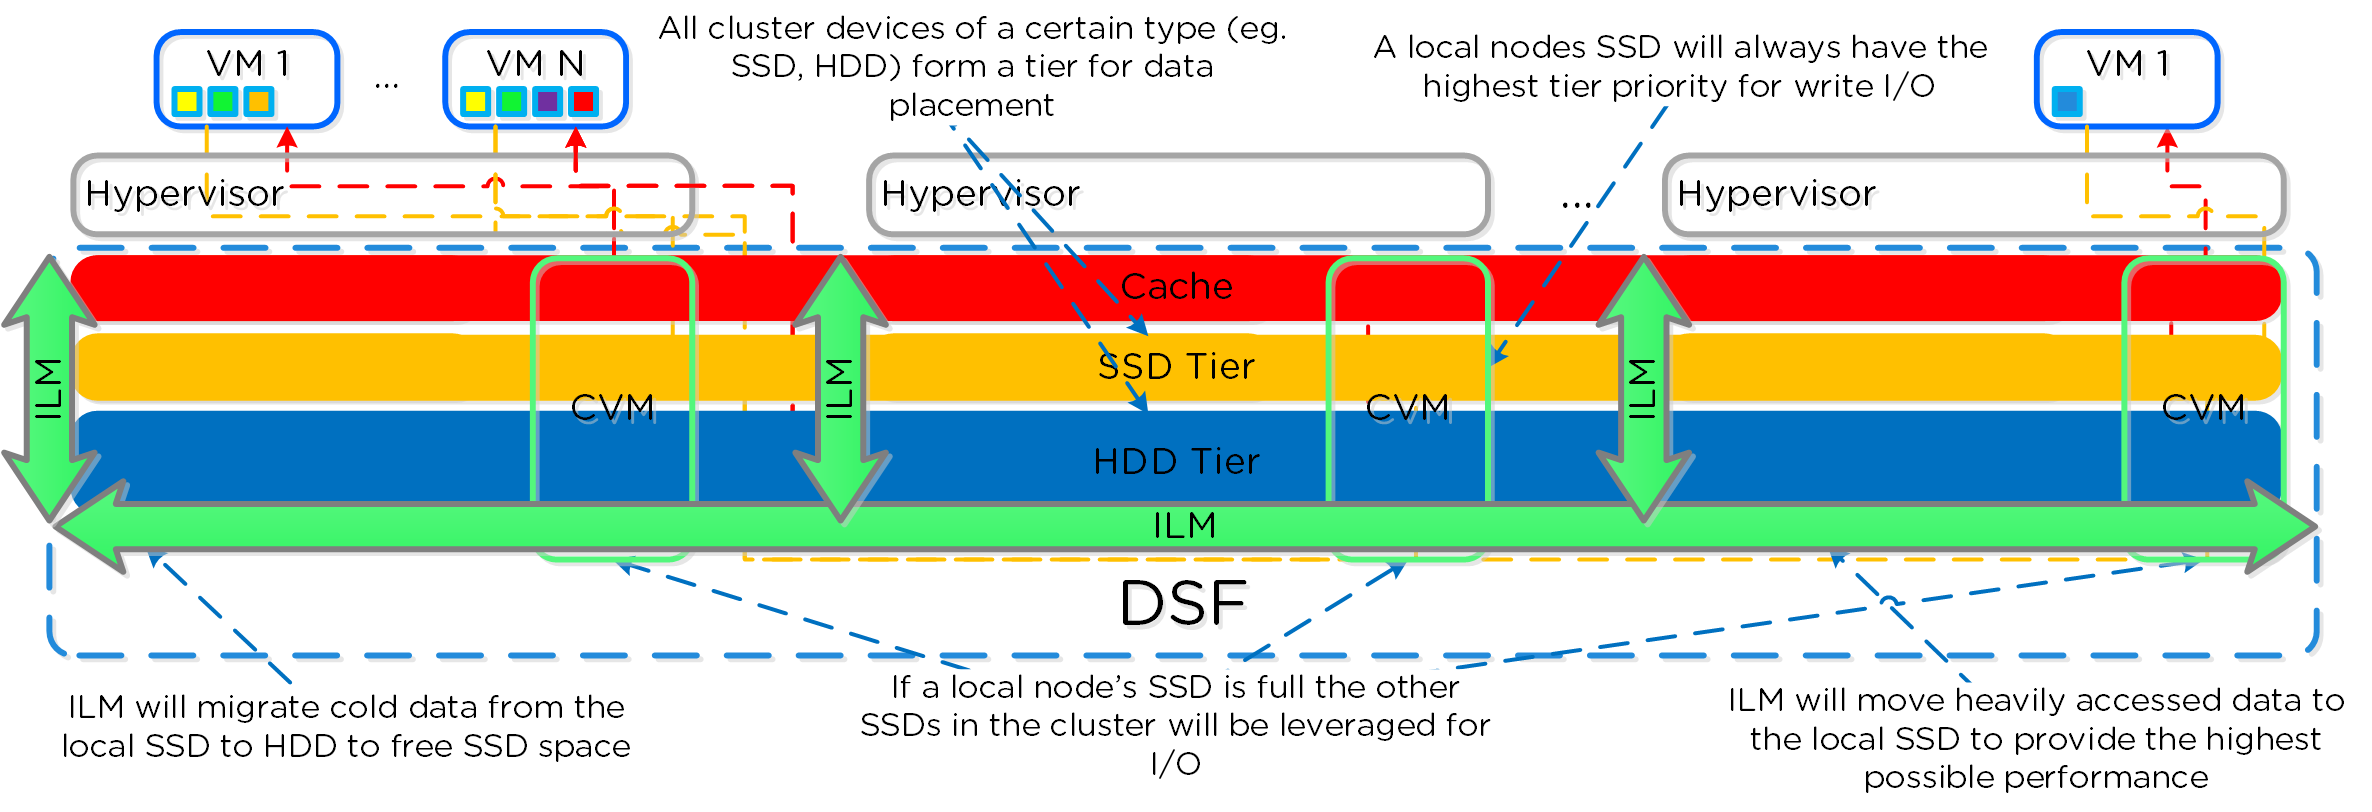 All cluster devices of a certain type (eg.
SSD, HDD) form a tier for data
placement
A local nodes SSD will always have the
highest tier priority for write I/O
VM 1
...
VM N
VM 1
Hypervisor
Hypervisor
...
Hypervisor
Cache
SSD Tier
HDD Tier
ILM
ILM
ILM
CVM
CVM
CVM
ILM
DSF
ILM will migrate cold data from the
local SSD to HDD to free SSD space
If a local node's SSD is full the other
SSDs in the cluster will be leveraged for
I/O
ILM will move heavily accessed data to
the local SSD to provide the highest
possible performance